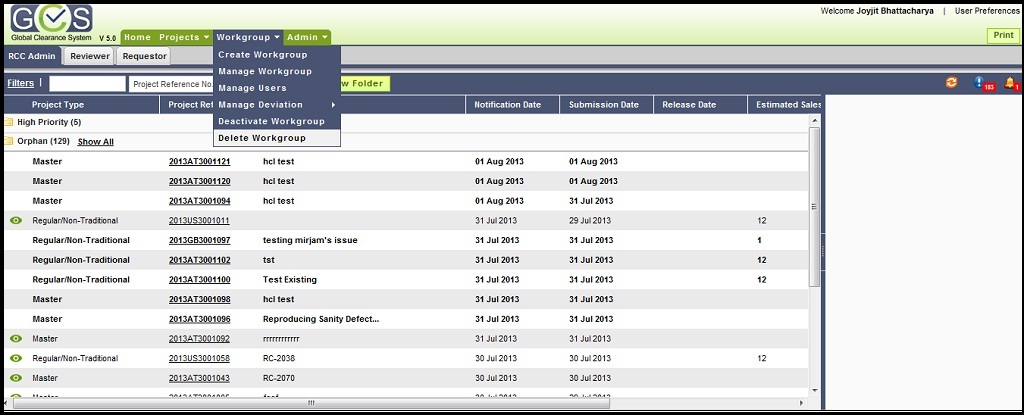 Welcome Joyjit Bhattacharya | User Preferences
GCS
Global Clearance System V 5.0
Home Projects Workgroup Admin
Print
RCC Admin Reviewer Requestor
Create Workgroup
Manage Workgroup
Manage Users
Manage Deviation
Deactivate Workgroup
Delete Workgroup
Filters | Project Reference No. Folder 183 1
Project Type Project Ref Notification Date Submission Date Release Date Estimated Sales
High Priority (5)
Orphan (129) Show All
Master 2013AT3001121 hcl test 01 Aug 2013 01 Aug 2013
Master 2013AT3001120 hcl test 01 Aug 2013 01 Aug 2013
Master 2013AT3001094 hcl test 01 Aug 2013 31 Jul 2013
Regular/Non-Traditional 2013US3001011 31 Jul 2013 29 Jul 2013 12
Regular/Non-Traditional 2013GB3001097 testing mirjam's issue 31 Jul 2013 31 Jul 2013 1
Regular/Non-Traditional 2013AT3001102 tst 31 Jul 2013 31 Jul 2013 12
Regular/Non-Traditional 2013AT3001100 Test Existing 31 Jul 2013 31 Jul 2013 12
Master 2013AT3001098 hcl test 31 Jul 2013 31 Jul 2013
Master 2013AT3001096 Reproducing Sanity Defect... 31 Jul 2013 31 Jul 2013
Master 2013AT3001092 rrrrrrrrrrrr 31 Jul 2013 31 Jul 2013
Regular/Non-Traditional 2013US3001058 RC-2038 30 Jul 2013 30 Jul 2013 12
Master 2013AT3001043 RC-2070 30 Jul 2013 30 Jul 2013